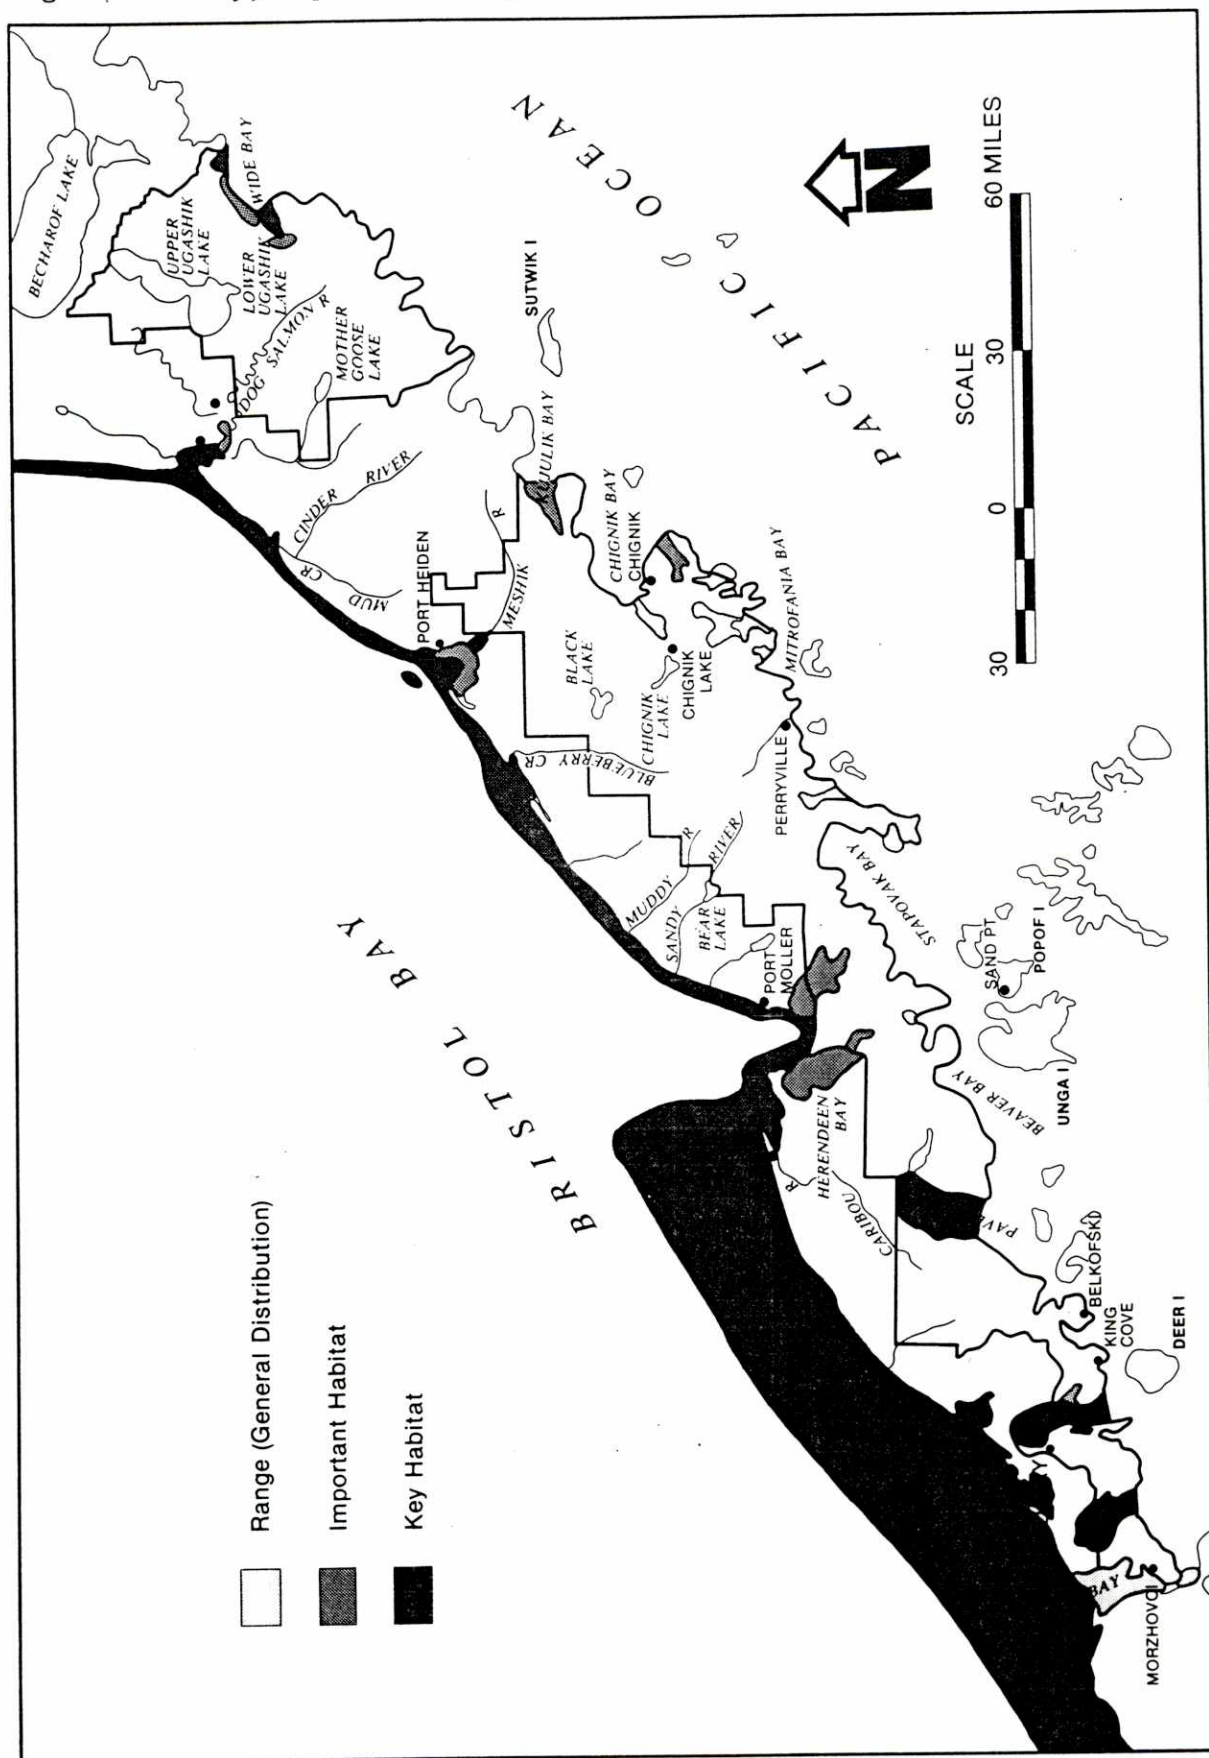 BECHAROF LAKE
UPPER
UGASHIK
LAKE
LOWER
UGASHIK
LAKE
WIDE BAY
DOG SALMON R
MOTHER
GOOSE
LAKE
CINDER RIVER
MUD CR
PORT HEIDEN
MESHIK R
SUTWIK I
CHIGNIK BAY
CHIGNIK
BLACK
LAKE
CHIGNIK
LAKE
CHIGNIK
LAKE
MITROFANIA BAY
PERRYVILLE
BLUEBERRY CR
MUDDY R
SANDY RIVER
BEAR
LAKE
PORT
MOLLER
STAPOVAK BAY
SAND PT
POPOF I
UNGA I
BEAVER BAY
HERENDEEN
BAY
CARIBOU R
BELKOFSKI
KING
COVE
DEER I
BAY
MORZHOVOI
BRISTOL BAY
PACIFIC OCEAN
N
SCALE
30 0 30 60 MILES
Range (General Distribution)
Important Habitat
Key Habitat